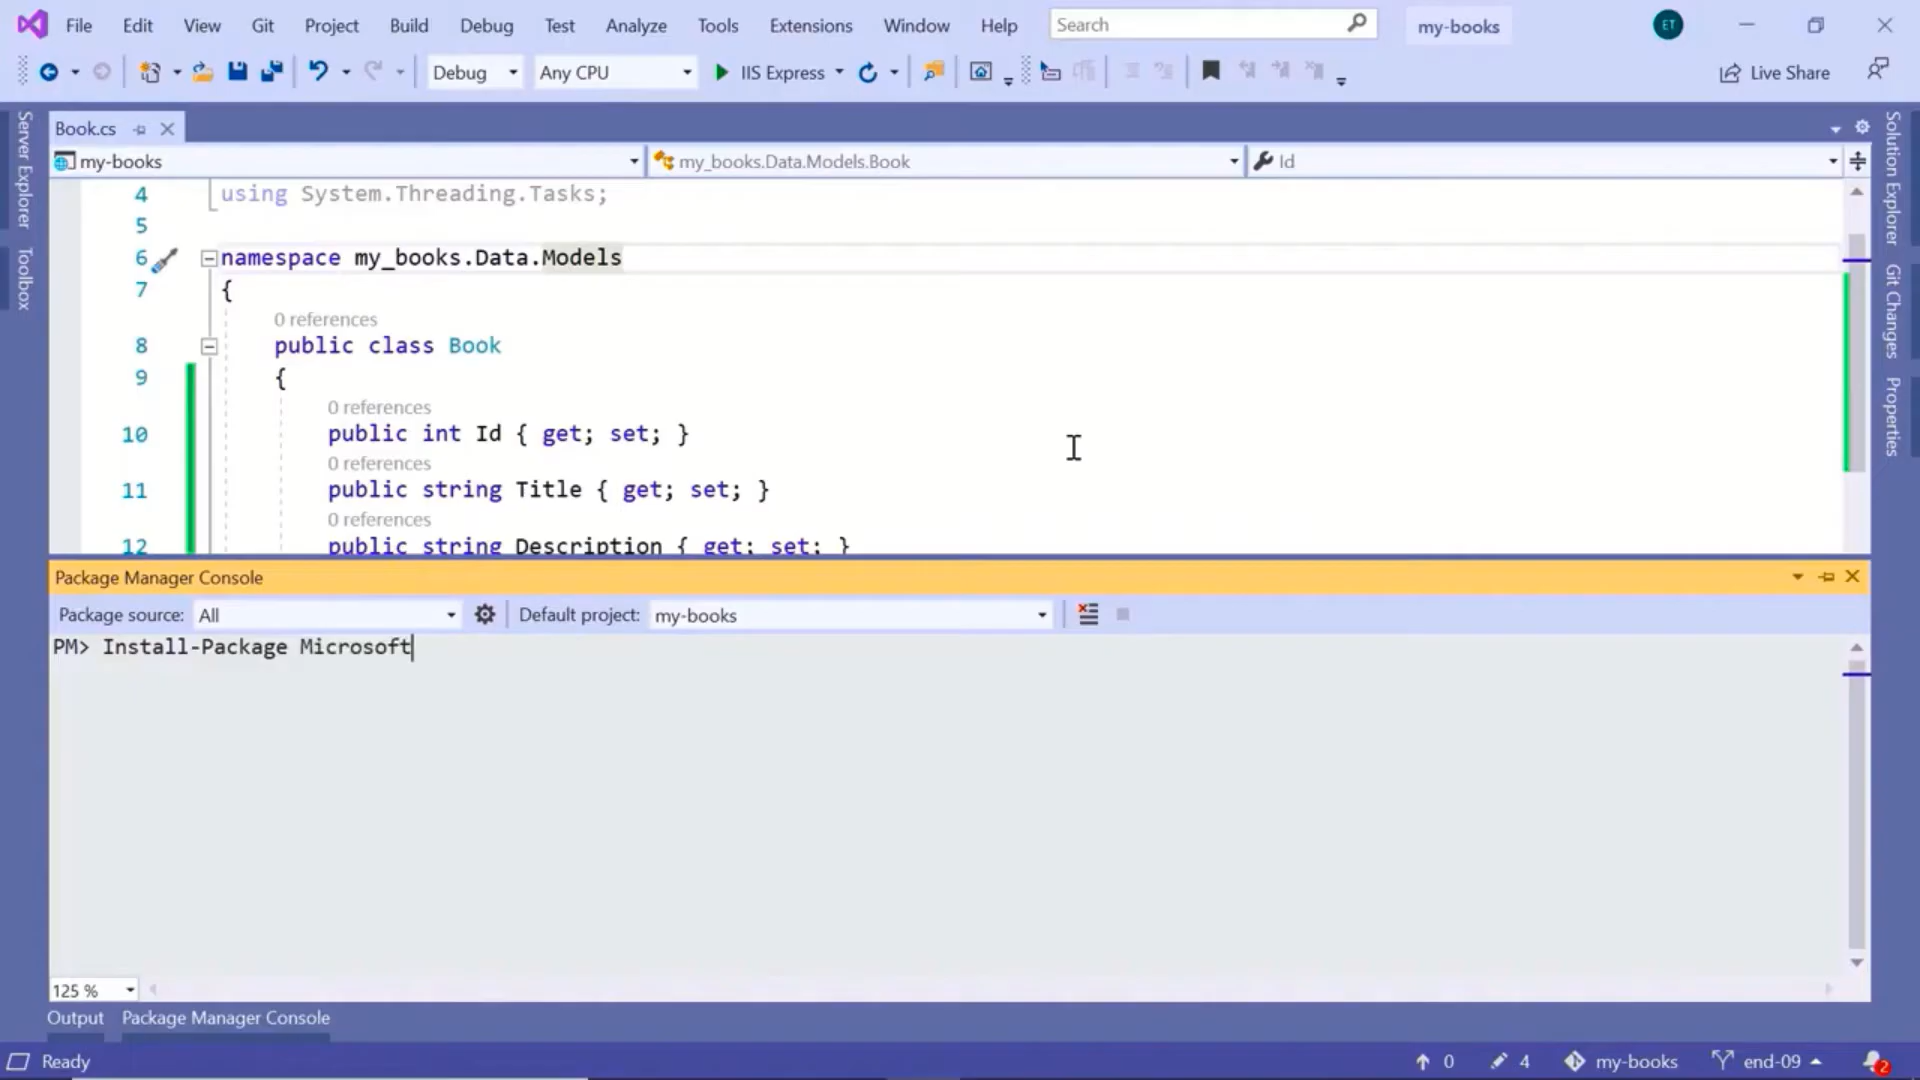 File Edit View Git Project Build Debug Test Analyze Tools Extensions Window Help Search my-books ET
Debug Any CPU IIS Express Live Share
Server Explorer
Toolbox
Book.cs
my-books my_books.Data.Models.Book Id
4 using System.Threading.Tasks;
5
6 namespace my_books.Data.Models
7 {
0 references
8 public class Book
9 {
0 references
10 public int Id { get; set; }
0 references
11 public string Title { get; set; }
0 references
12 public string Description { get; set; }
Solution Explorer
Git Changes
Properties
Package Manager Console
Package source: All Default project: my-books
PM> Install-Package Microsoft
125 %
Output Package Manager Console
Ready 0 4 my-books end-09 2